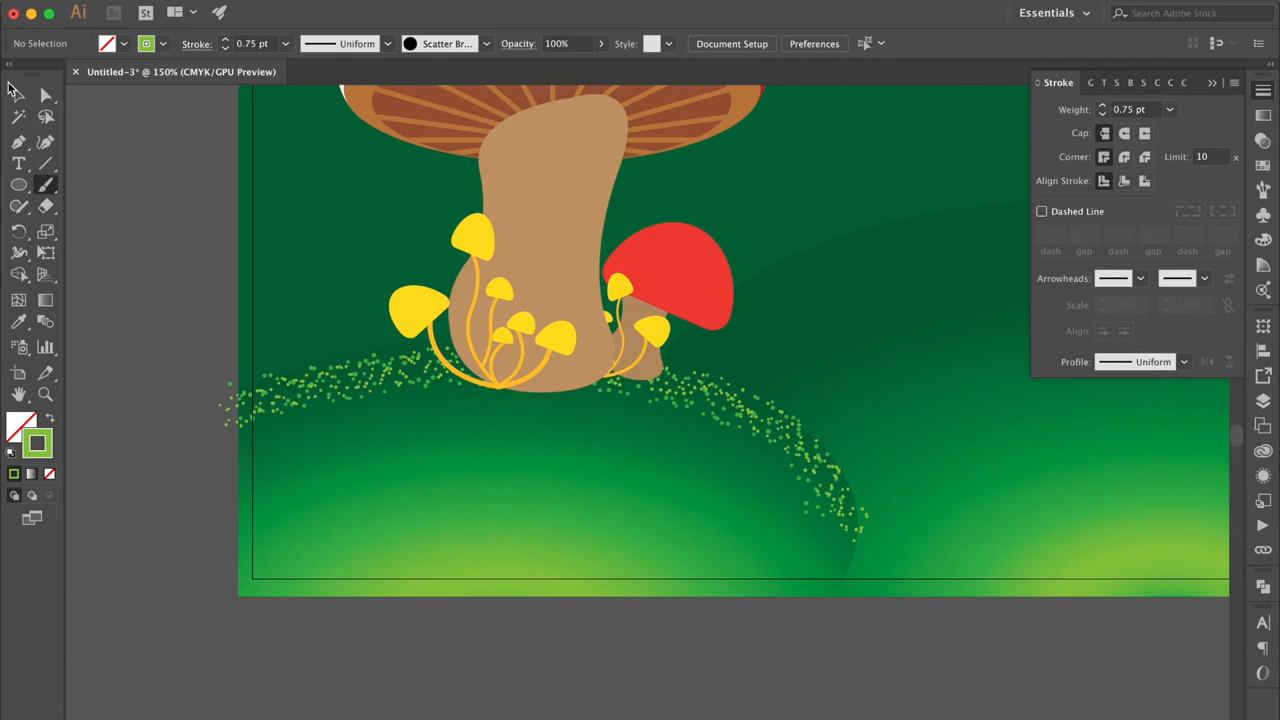 Ai Br St Essentials Search Adobe Stock
No Selection Stroke: 0.75 pt Uniform Scatter Br... Opacity: 100% Style: Document Setup Preferences
Untitled-3* @ 150% (CMYK/GPU Preview)
Stroke G T S B S C C C
Weight: 0.75 pt
Cap:
Corner: Limit: 10 x
Align Stroke:
Dashed Line
dash gap dash gap dash gap
Arrowheads:
Scale:
Align:
Profile: Uniform